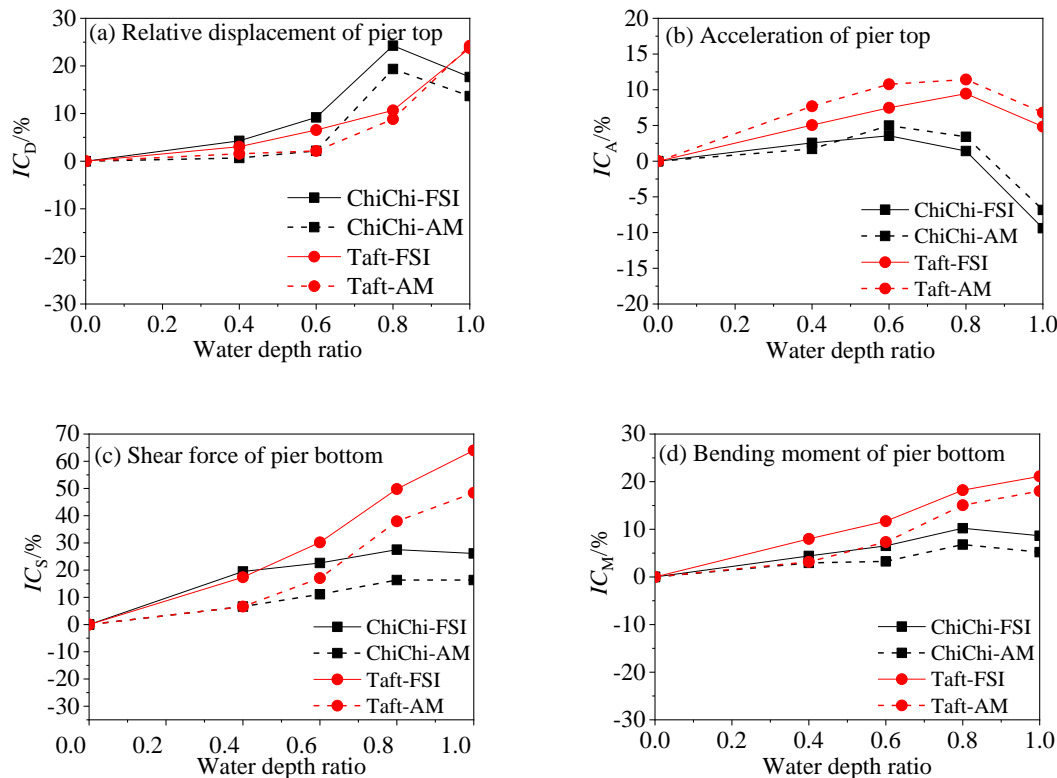 (a) Relative displacement of pier top
IC_D/%
30
20
10
0
-10
-20
-30
ChiChi-FSI
ChiChi-AM
Taft-FSI
Taft-AM
0.0 0.2 0.4 0.6 0.8 1.0
Water depth ratio
(b) Acceleration of pier top
IC_A/%
20
15
10
5
0
-5
-10
-15
-20
ChiChi-FSI
ChiChi-AM
Taft-FSI
Taft-AM
0.0 0.2 0.4 0.6 0.8 1.0
Water depth ratio
(c) Shear force of pier bottom
IC_S/%
70
60
50
40
30
20
10
0
-10
-20
-30
ChiChi-FSI
ChiChi-AM
Taft-FSI
Taft-AM
0.0 0.2 0.4 0.6 0.8 1.0
Water depth ratio
(d) Bending moment of pier bottom
IC_M/%
30
20
10
0
-10
-20
-30
ChiChi-FSI
ChiChi-AM
Taft-FSI
Taft-AM
0.0 0.2 0.4 0.6 0.8 1.0
Water depth ratio